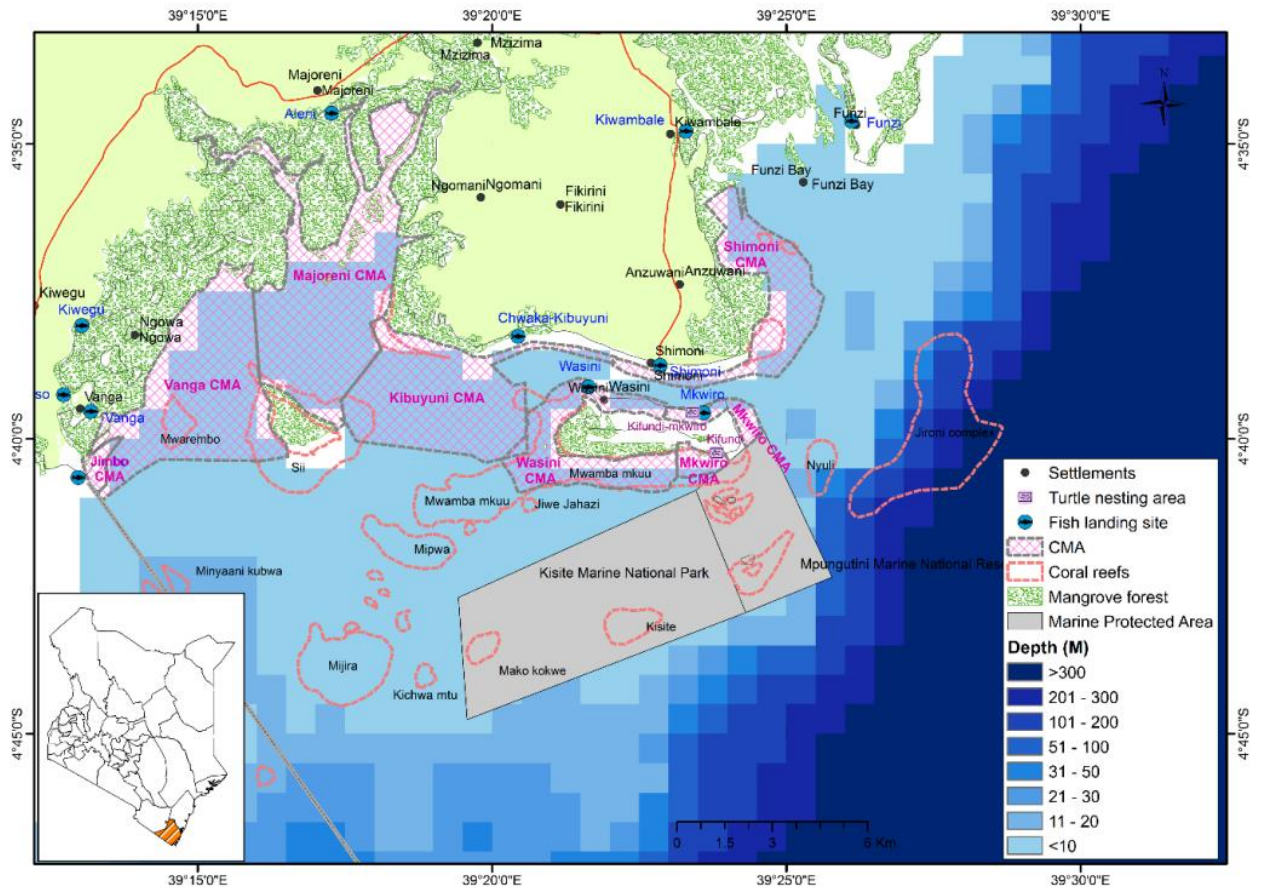 39°15'0"E
39°20'0"E
39°25'0"E
39°30'0"E
Mzizima
Mzizima
Majoreni
Majoreni
N
Kiwambale
Kiwambale
Funzi
Funzi
4°35'0"S
4°35'0"S
Funzi Bay
Funzi Bay
Ngomani
Ngomani
Fikirini
Fikirini
Shimoni
CMA
Majoreni CMA
Anzuwani
Anzuwani
Kiwegu
Kiwegu
Ngowa
Ngowa
Chwaka-Kibuyuni
Shimoni
Shimoni
Shimoni
Wasini
Wasini
Wasini
Mkwiro
Vanga CMA
Kibuyuni CMA
so
Vanga
Vanga
Mwarembo
Kifundi-mkwiro
Mkwiro CMA
Kifundi
Jironi complex
4°40'0"S
4°40'0"S
Jimbo
CMA
Sii
Wasini
CMA
Mwamba mkuu
Mkwiro
CMA
Nyuli
Mwamba mkuu
Jiwe Jahazi
Mipwa
Minyaani kubwa
Kisite Marine National Park
Mpungutini Marine National Res
Kisite
Mijira
Mako kokwe
Kichwa mtu
4°45'0"S
4°45'0"S
Settlements
Turtle nesting area
Fish landing site
CMA
Coral reefs
Mangrove forest
Marine Protected Area
Depth (M)
>300
201 - 300
101 - 200
51 - 100
31 - 50
21 - 30
11 - 20
<10
0 1.5 3 6 Km
39°15'0"E
39°20'0"E
39°25'0"E
39°30'0"E